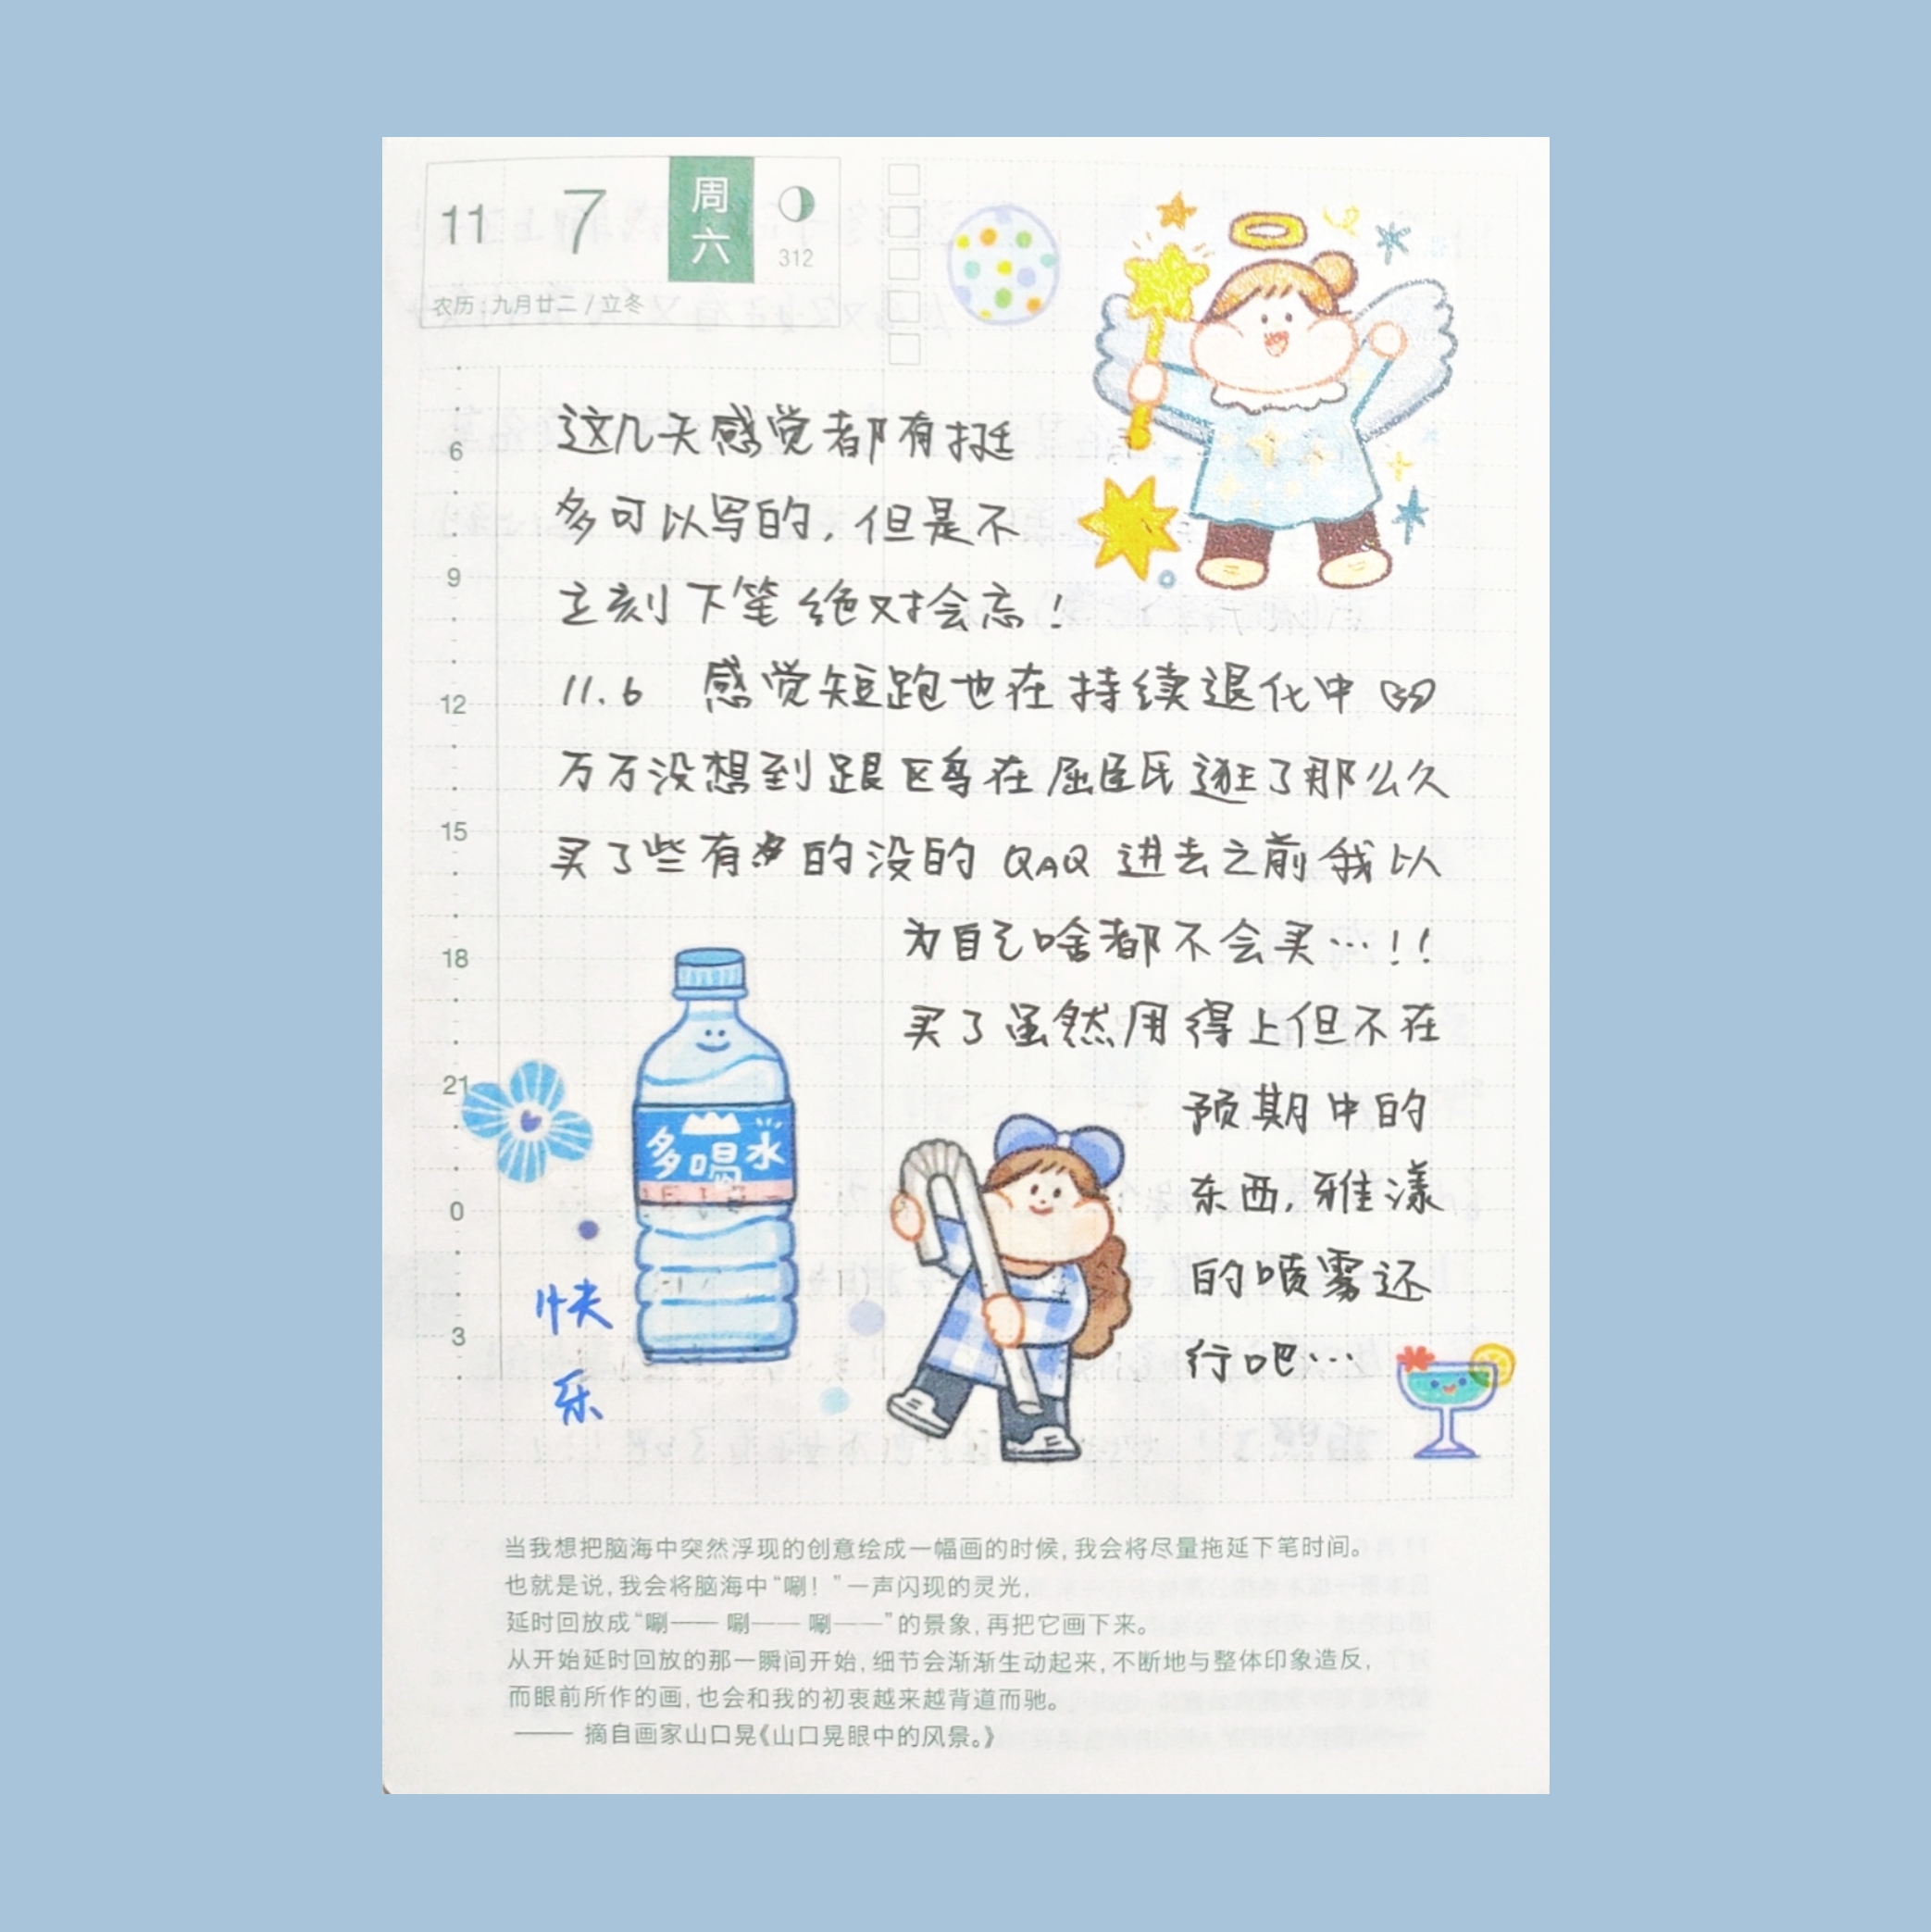 11 7 周六 312
农历 九月廿二 / 立冬
这几天感觉都有挺
多可以写的，但是不
立刻下笔绝对会忘！
11.6 感觉短跑也在持续退化中
万万没想到跟区鸟在屈臣氏逛了那么久
买了些有的没的 QAQ 进去之前我以
为自己啥都不会买…！！
买了虽然用得上但不在
预期中的
东西，雅漾
的喷雾还
行吧…
6
9
12
15
18
21
0
3
多喝水
快
乐
当我想把脑海中突然浮现的创意绘成一幅画的时候，我会将尽量拖延下笔时间。
也就是说，我会将脑海中“唰！”一声闪现的灵光，
延时回放成“唰—— 唰—— 唰——”的景象，再把它画下来。
从开始延时回放的那一瞬间开始，细节会渐渐生动起来，不断地与整体印象造反，
而眼前所作的画，也会和我的初衷越来越背道而驰。
—— 摘自画家山口晃《山口晃眼中的风景。》